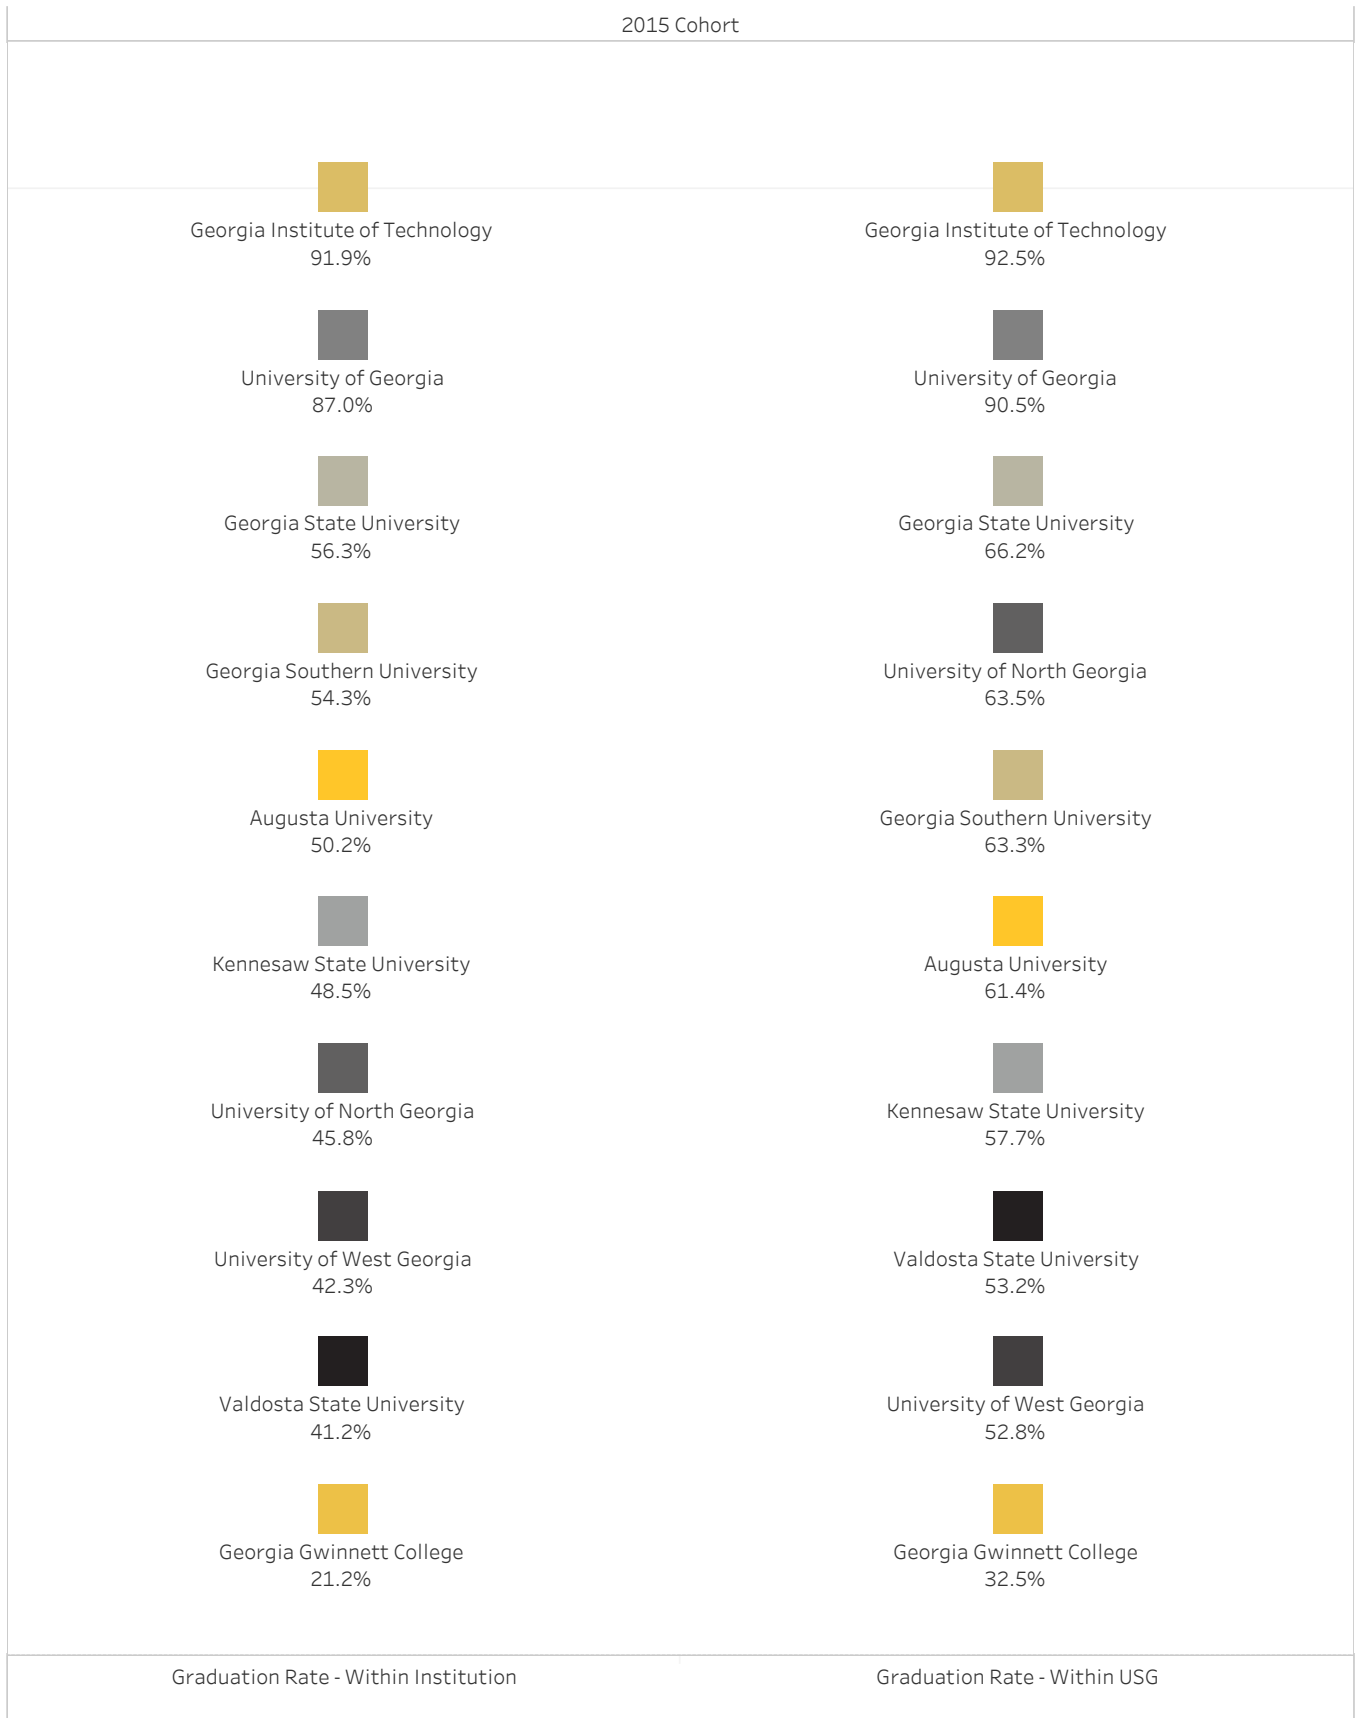 2015 Cohort
Georgia Institute of Technology
91.9%
University of Georgia
87.0%
Georgia State University
56.3%
Georgia Southern University
54.3%
Augusta University
50.2%
Kennesaw State University
48.5%
University of North Georgia
45.8%
University of West Georgia
42.3%
Valdosta State University
41.2%
Georgia Gwinnett College
21.2%
Graduation Rate - Within Institution
Georgia Institute of Technology
92.5%
University of Georgia
90.5%
Georgia State University
66.2%
University of North Georgia
63.5%
Georgia Southern University
63.3%
Augusta University
61.4%
Kennesaw State University
57.7%
Valdosta State University
53.2%
University of West Georgia
52.8%
Georgia Gwinnett College
32.5%
Graduation Rate - Within USG